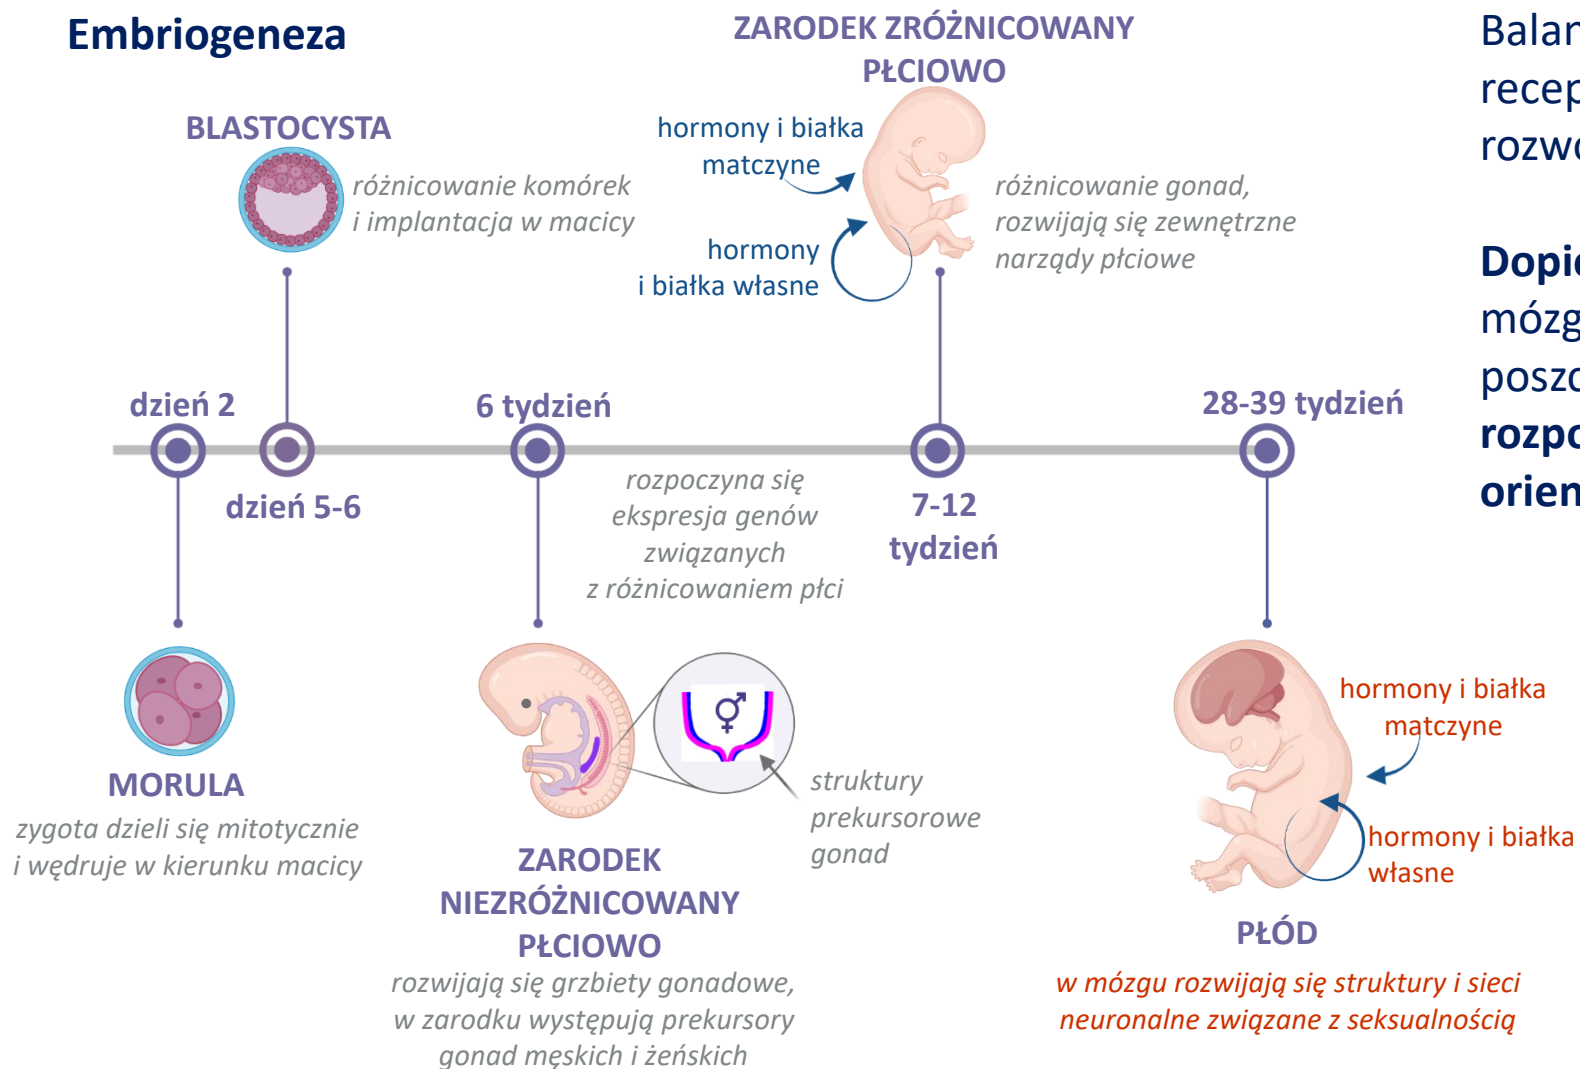 Embriogeneza
ZARODEK ZRÓŻNICOWANY
PŁCIOWO
BLASTOCYSTA
różnicowanie komórek
i implantacja w macicy
hormony i białka
matczyne
hormony
i białka własne
różnicowanie gonad,
rozwijają się zewnętrzne
narządy płciowe
dzień 2
dzień 5-6
6 tydzień
rozpoczyna się
ekspresja genów
związanych
z różnicowaniem płci
7-12
tydzień
28-39 tydzień
MORULA
zygota dzieli się mitotycznie
i wędruje w kierunku macicy
struktury
prekursorowe
gonad
ZARODEK
NIEZRÓŻNICOWANY
PŁCIOWO
rozwijają się grzbiety gonadowe,
w zarodku występują prekursory
gonad męskich i żeńskich
hormony i białka
matczyne
hormony i białka
własne
PŁÓD
w mózgu rozwijają się struktury i sieci
neuronalne związane z seksualnością
mózg